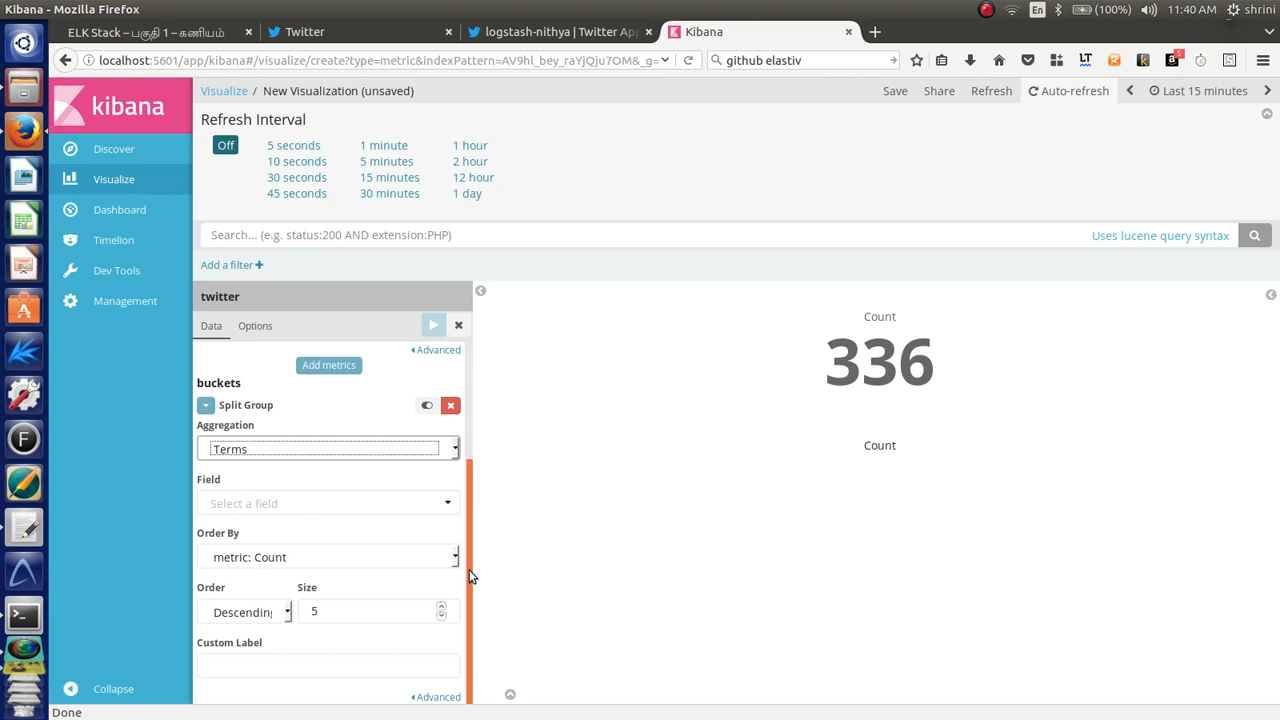 Kibana - Mozilla Firefox
En (100%) 11:40 AM shrini
ELK Stack – பகுதி 1 – கணியம் Twitter logstash-nithya | Twitter App Kibana
localhost:5601/app/kibana#/visualize/create?type=metric&indexPattern=AV9hl_bey_raYjQju7OM&_g= github elastiv
kibana
Visualize / New Visualization (unsaved) Save Share Refresh Auto-refresh Last 15 minutes
Refresh Interval
Off 5 seconds 1 minute 1 hour
10 seconds 5 minutes 2 hour
30 seconds 15 minutes 12 hour
45 seconds 30 minutes 1 day
Discover
Visualize
Dashboard
Timelion
Dev Tools
Management
Collapse
Search... (e.g. status:200 AND extension:PHP) Uses lucene query syntax
Add a filter +
twitter
Data Options
Advanced
Add metrics
buckets
Split Group
Aggregation
Terms
Field
Select a field
Order By
metric: Count
Order Size
Descending 5
Custom Label
Advanced
Count
336
Count
Done